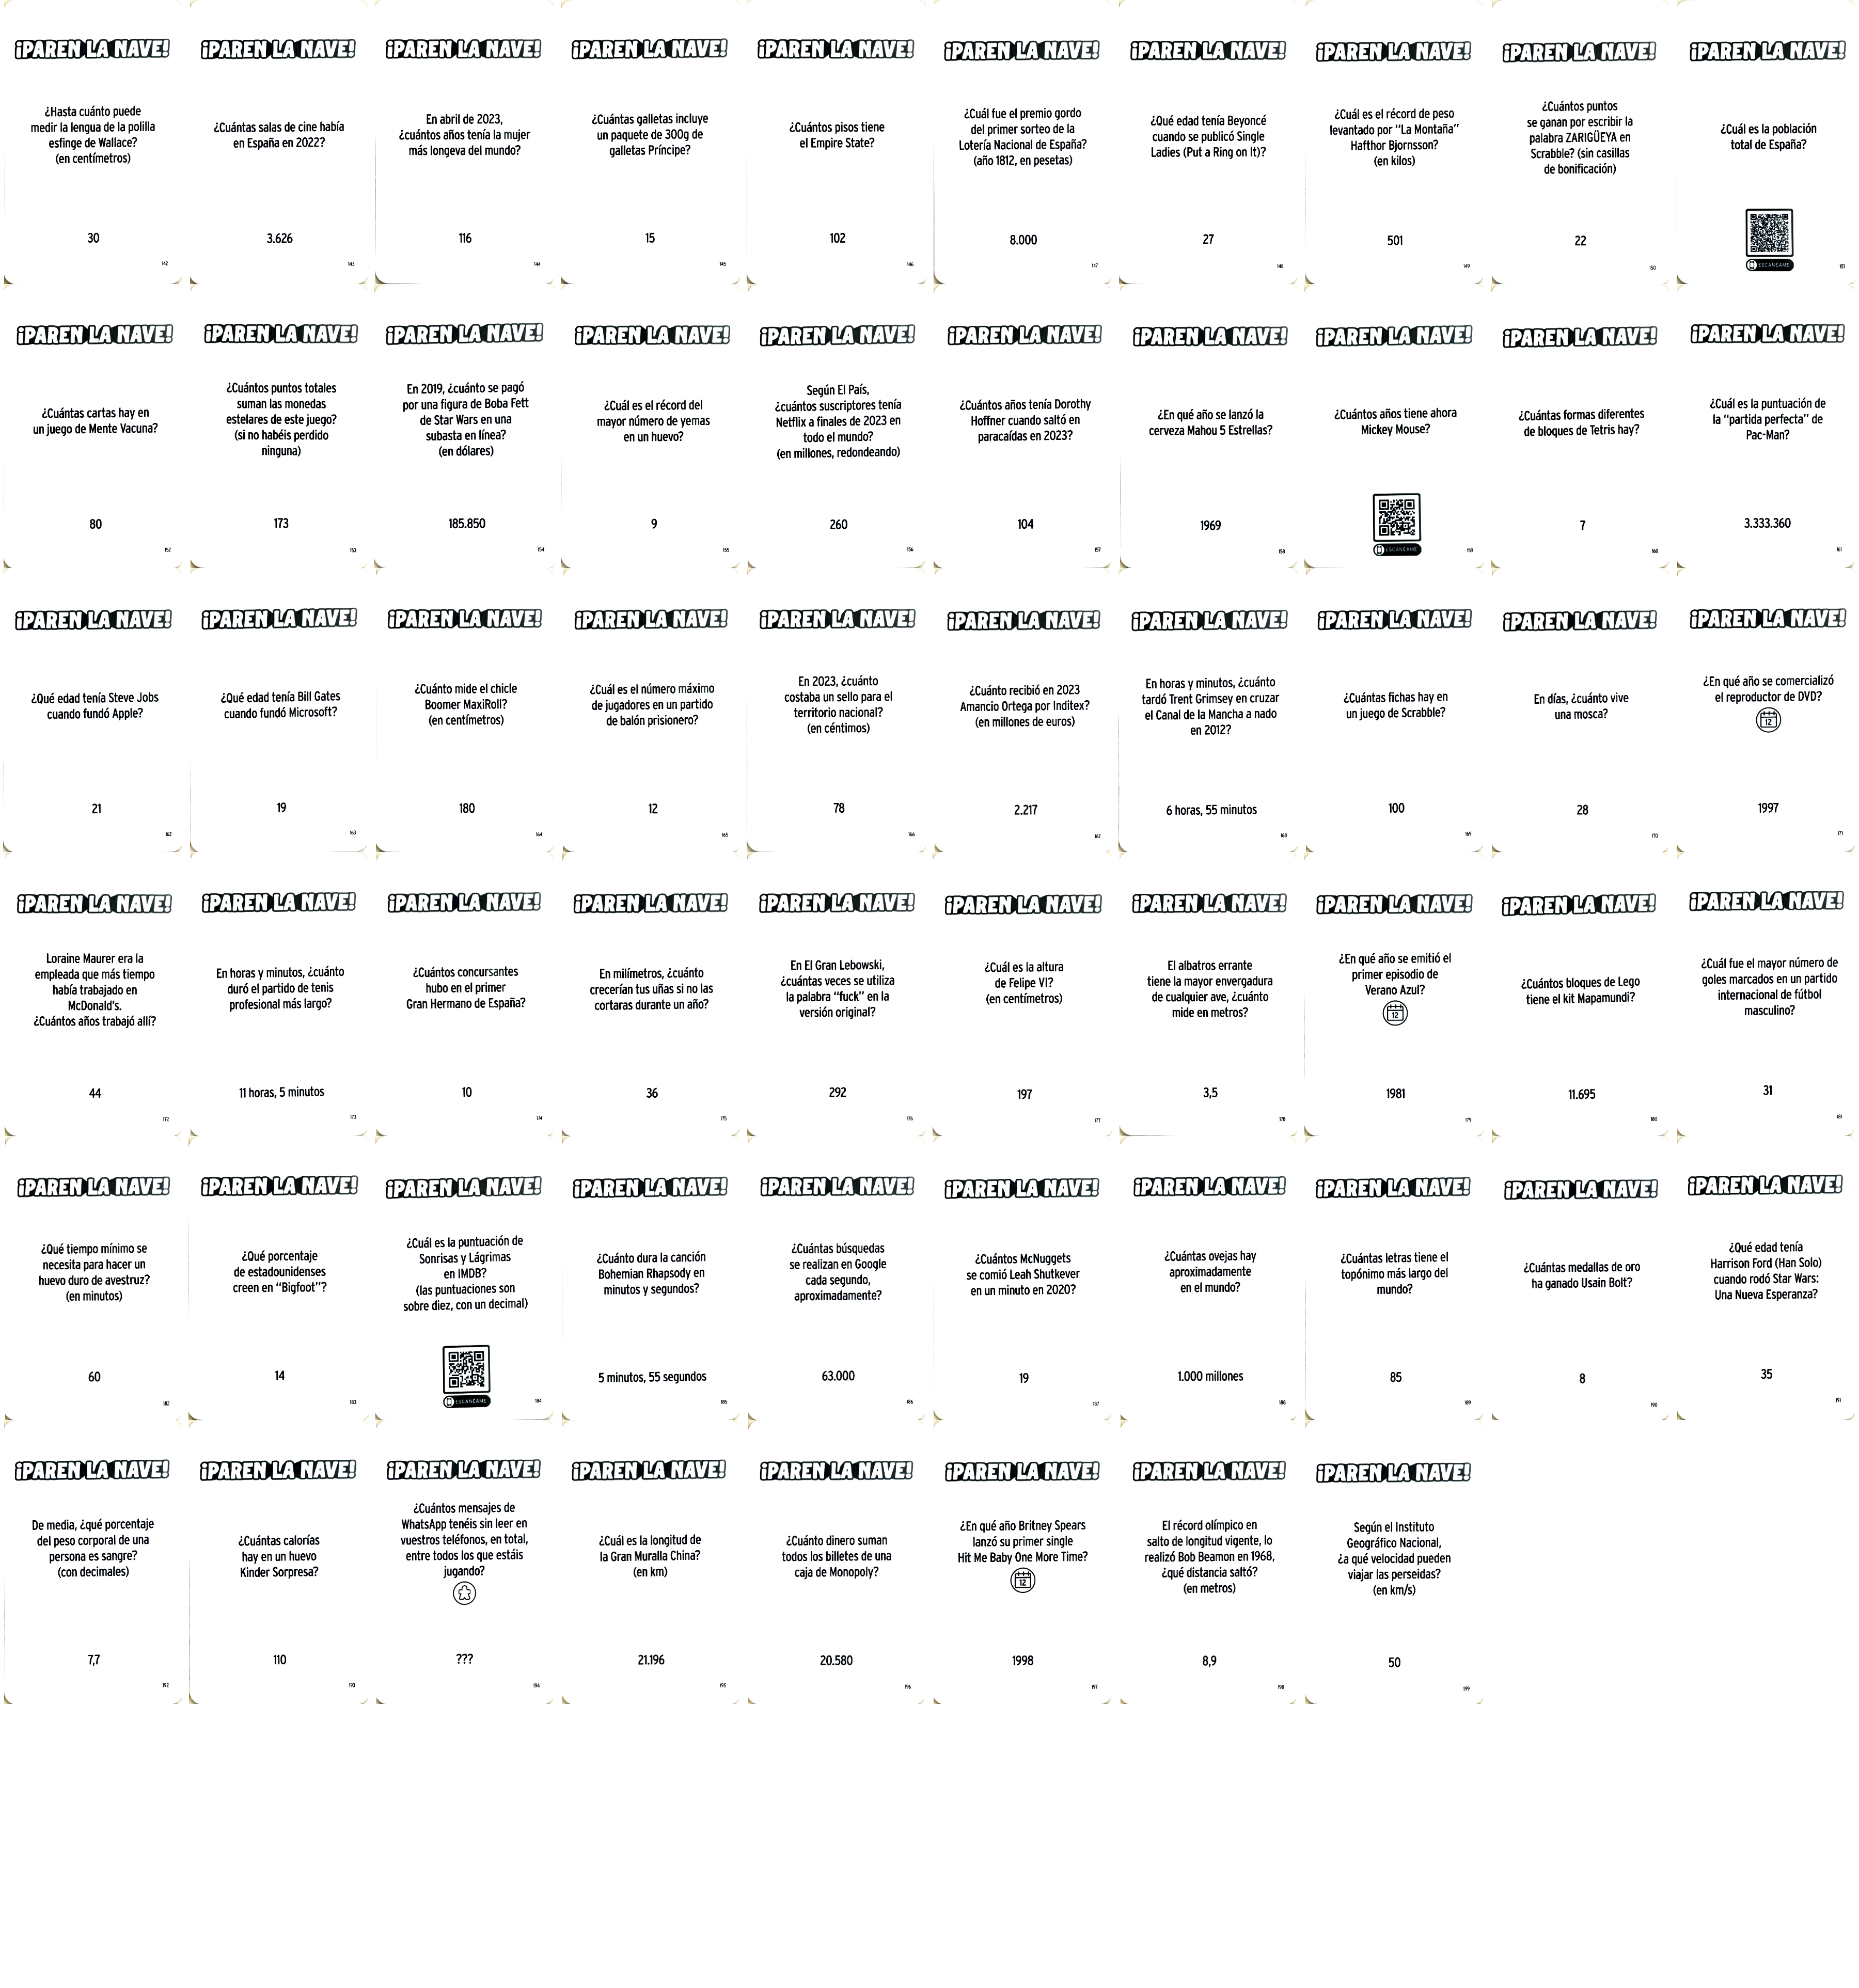 ¡PAREN LA NAVE!
¿Hasta cuánto puede
medir la lengua de la polilla
esfinge de Wallace?
(en centímetros)
30
142
¡PAREN LA NAVE!
¿Cuántas salas de cine había
en España en 2022?
3.626
143
¡PAREN LA NAVE!
En abril de 2023,
¿cuántos años tenía la mujer
más longeva del mundo?
116
144
¡PAREN LA NAVE!
¿Cuántas galletas incluye
un paquete de 300g de
galletas Príncipe?
15
145
¡PAREN LA NAVE!
¿Cuántos pisos tiene
el Empire State?
102
146
¡PAREN LA NAVE!
¿Cuál fue el premio gordo
del primer sorteo de la
Lotería Nacional de España?
(año 1812, en pesetas)
8.000
147
¡PAREN LA NAVE!
¿Qué edad tenía Beyoncé
cuando se publicó Single
Ladies (Put a Ring on It)?
27
148
¡PAREN LA NAVE!
¿Cuál es el récord de peso
levantado por "La Montaña"
Hafthor Bjornsson?
(en kilos)
501
149
¡PAREN LA NAVE!
¿Cuántos puntos
se ganan por escribir la
palabra ZARIGÜEYA en
Scrabble? (sin casillas
de bonificación)
22
150
¡PAREN LA NAVE!
¿Cuál es la población
total de España?
ESCANÉAME
151
¡PAREN LA NAVE!
¿Cuántas cartas hay en
un juego de Mente Vacuna?
80
152
¡PAREN LA NAVE!
¿Cuántos puntos totales
suman las monedas
estelares de este juego?
(si no habéis perdido
ninguna)
173
153
¡PAREN LA NAVE!
En 2019, ¿cuánto se pagó
por una figura de Boba Fett
de Star Wars en una
subasta en línea?
(en dólares)
185.850
154
¡PAREN LA NAVE!
¿Cuál es el récord del
mayor número de yemas
en un huevo?
9
155
¡PAREN LA NAVE!
Según El País,
¿cuántos suscriptores tenía
Netflix a finales de 2023 en
todo el mundo?
(en millones, redondeando)
260
156
¡PAREN LA NAVE!
¿Cuántos años tenía Dorothy
Hoffner cuando saltó en
paracaídas en 2023?
104
157
¡PAREN LA NAVE!
¿En qué año se lanzó la
cerveza Mahou 5 Estrellas?
1969
158
¡PAREN LA NAVE!
¿Cuántos años tiene ahora
Mickey Mouse?
ESCANÉAME
159
¡PAREN LA NAVE!
¿Cuántas formas diferentes
de bloques de Tetris hay?
7
160
¡PAREN LA NAVE!
¿Cuál es la puntuación de
la "partida perfecta" de
Pac-Man?
3.333.360
161
¡PAREN LA NAVE!
¿Qué edad tenía Steve Jobs
cuando fundó Apple?
21
162
¡PAREN LA NAVE!
¿Qué edad tenía Bill Gates
cuando fundó Microsoft?
19
163
¡PAREN LA NAVE!
¿Cuánto mide el chicle
Boomer MaxiRoll?
(en centímetros)
180
164
¡PAREN LA NAVE!
¿Cuál es el número máximo
de jugadores en un partido
de balón prisionero?
12
165
¡PAREN LA NAVE!
En 2023, ¿cuánto
costaba un sello para el
territorio nacional?
(en céntimos)
78
166
¡PAREN LA NAVE!
¿Cuánto recibió en 2023
Amancio Ortega por Inditex?
(en millones de euros)
2.217
167
¡PAREN LA NAVE!
En horas y minutos, ¿cuánto
tardó Trent Grimsey en cruzar
el Canal de la Mancha a nado
en 2012?
6 horas, 55 minutos
168
¡PAREN LA NAVE!
¿Cuántas fichas hay en
un juego de Scrabble?
100
169
¡PAREN LA NAVE!
En días, ¿cuánto vive
una mosca?
28
170
¡PAREN LA NAVE!
¿En qué año se comercializó
el reproductor de DVD?
12
1997
171
¡PAREN LA NAVE!
Loraine Maurer era la
empleada que más tiempo
había trabajado en
McDonald's.
¿Cuántos años trabajó allí?
44
172
¡PAREN LA NAVE!
En horas y minutos, ¿cuánto
duró el partido de tenis
profesional más largo?
11 horas, 5 minutos
173
¡PAREN LA NAVE!
¿Cuántos concursantes
hubo en el primer
Gran Hermano de España?
10
174
¡PAREN LA NAVE!
En milímetros, ¿cuánto
crecerían tus uñas si no las
cortaras durante un año?
36
175
¡PAREN LA NAVE!
En El Gran Lebowski,
¿cuántas veces se utiliza
la palabra "fuck" en la
versión original?
292
176
¡PAREN LA NAVE!
¿Cuál es la altura
de Felipe VI?
(en centímetros)
197
177
¡PAREN LA NAVE!
El albatros errante
tiene la mayor envergadura
de cualquier ave, ¿cuánto
mide en metros?
3,5
178
¡PAREN LA NAVE!
¿En qué año se emitió el
primer episodio de
Verano Azul?
12
1981
179
¡PAREN LA NAVE!
¿Cuántos bloques de Lego
tiene el kit Mapamundi?
11.695
180
¡PAREN LA NAVE!
¿Cuál fue el mayor número de
goles marcados en un partido
internacional de fútbol
masculino?
31
181
¡PAREN LA NAVE!
¿Qué tiempo mínimo se
necesita para hacer un
huevo duro de avestruz?
(en minutos)
60
182
¡PAREN LA NAVE!
¿Qué porcentaje
de estadounidenses
creen en "Bigfoot"?
14
183
¡PAREN LA NAVE!
¿Cuál es la puntuación de
Sonrisas y Lágrimas
en IMDB?
(las puntuaciones son
sobre diez, con un decimal)
ESCANÉAME
184
¡PAREN LA NAVE!
¿Cuánto dura la canción
Bohemian Rhapsody en
minutos y segundos?
5 minutos, 55 segundos
185
¡PAREN LA NAVE!
¿Cuántas búsquedas
se realizan en Google
cada segundo,
aproximadamente?
63.000
186
¡PAREN LA NAVE!
¿Cuántos McNuggets
se comió Leah Shutkever
en un minuto en 2020?
19
187
¡PAREN LA NAVE!
¿Cuántas ovejas hay
aproximadamente
en el mundo?
1.000 millones
188
¡PAREN LA NAVE!
¿Cuántas letras tiene el
topónimo más largo del
mundo?
85
189
¡PAREN LA NAVE!
¿Cuántas medallas de oro
ha ganado Usain Bolt?
8
190
¡PAREN LA NAVE!
¿Qué edad tenía
Harrison Ford (Han Solo)
cuando rodó Star Wars:
Una Nueva Esperanza?
35
191
¡PAREN LA NAVE!
De media, ¿qué porcentaje
del peso corporal de una
persona es sangre?
(con decimales)
7,7
192
¡PAREN LA NAVE!
¿Cuántas calorías
hay en un huevo
Kinder Sorpresa?
110
193
¡PAREN LA NAVE!
¿Cuántos mensajes de
WhatsApp tenéis sin leer en
vuestros teléfonos, en total,
entre todos los que estáis
jugando?
???
194
¡PAREN LA NAVE!
¿Cuál es la longitud de
la Gran Muralla China?
(en km)
21.196
195
¡PAREN LA NAVE!
¿Cuánto dinero suman
todos los billetes de una
caja de Monopoly?
20.580
196
¡PAREN LA NAVE!
¿En qué año Britney Spears
lanzó su primer single
Hit Me Baby One More Time?
12
1998
197
¡PAREN LA NAVE!
El récord olímpico en
salto de longitud vigente, lo
realizó Bob Beamon en 1968,
¿qué distancia saltó?
(en metros)
8,9
198
¡PAREN LA NAVE!
Según el Instituto
Geográfico Nacional,
¿a qué velocidad pueden
viajar las perseidas?
(en km/s)
50
199